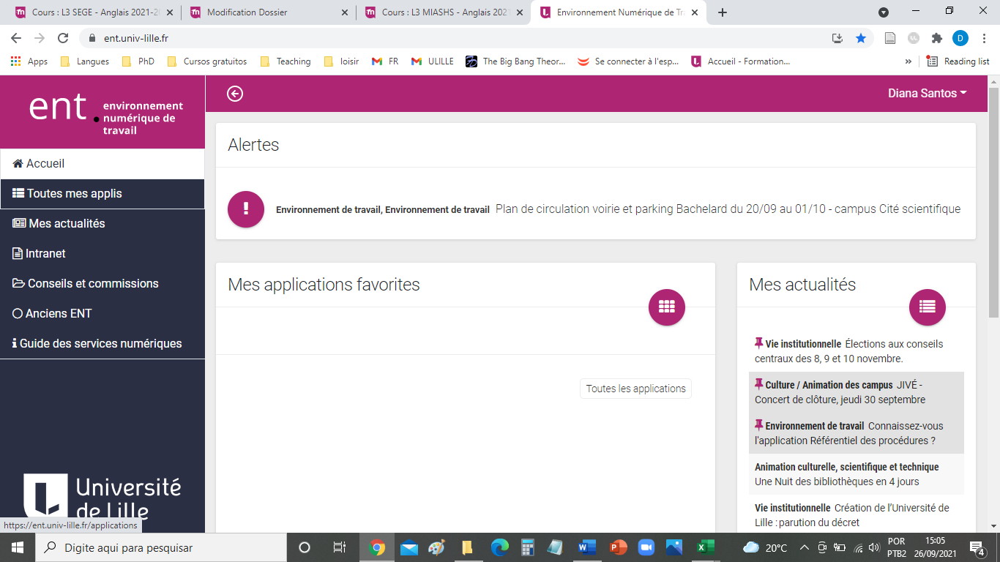 Cours : L3 SEGE - Anglais 2021-20
Modification Dossier
Cours : L3 MIASHS - Anglais 2021
Environnement Numérique de Tra
ent.univ-lille.fr
D
Apps
Langues
PhD
Cursos gratuitos
Teaching
loisir
FR
ULILLE
The Big Bang Theor...
Se connecter à l'esp...
Accueil - Formation...
»
Reading list
ent.
environnement
numérique de
travail
Diana Santos
Accueil
Toutes mes applis
Mes actualités
Intranet
Conseils et commissions
Anciens ENT
Guide des services numériques
Alertes
Environnement de travail, Environnement de travail Plan de circulation voirie et parking Bachelard du 20/09 au 01/10 - campus Cité scientifique
Mes applications favorites
Toutes les applications
Mes actualités
Vie institutionnelle Élections aux conseils
centraux des 8, 9 et 10 novembre.
Culture / Animation des campus JIVÉ -
Concert de clôture, jeudi 30 septembre
Environnement de travail Connaissez-vous
l'application Référentiel des procédures ?
Animation culturelle, scientifique et technique
Une Nuit des bibliothèques en 4 jours
Vie institutionnelle Création de l'Université de
Lille : parution du décret
Université
de Lille
https://ent.univ-lille.fr/applications
Digite aqui para pesquisar
20°C
POR
PTB2
15:05
26/09/2021
4